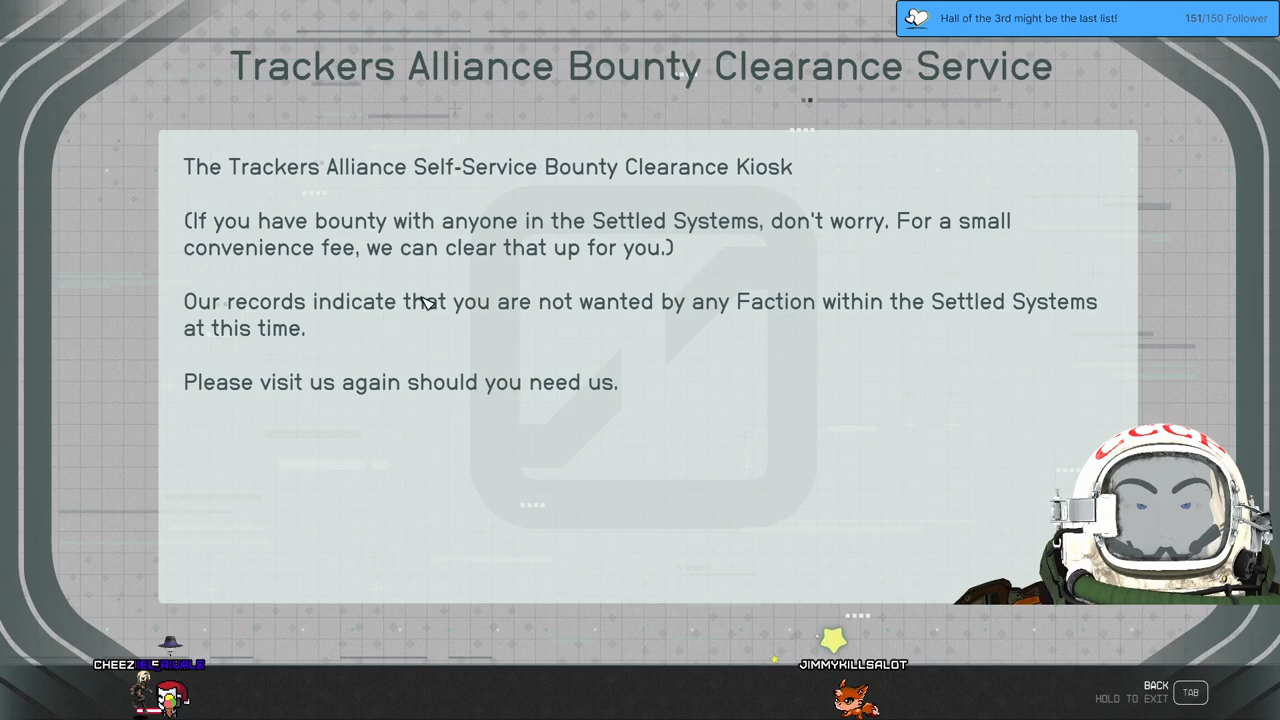 Hall of the 3rd might be the last list!
151/150 Follower
Trackers Alliance Bounty Clearance Service
The Trackers Alliance Self-Service Bounty Clearance Kiosk
(If you have bounty with anyone in the Settled Systems, don't worry. For a small
convenience fee, we can clear that up for you.)
Our records indicate that you are not wanted by any Faction within the Settled Systems
at this time.
Please visit us again should you need us.
JIMMYKILLSALOT
BACK
HOLD TO EXIT
TAB